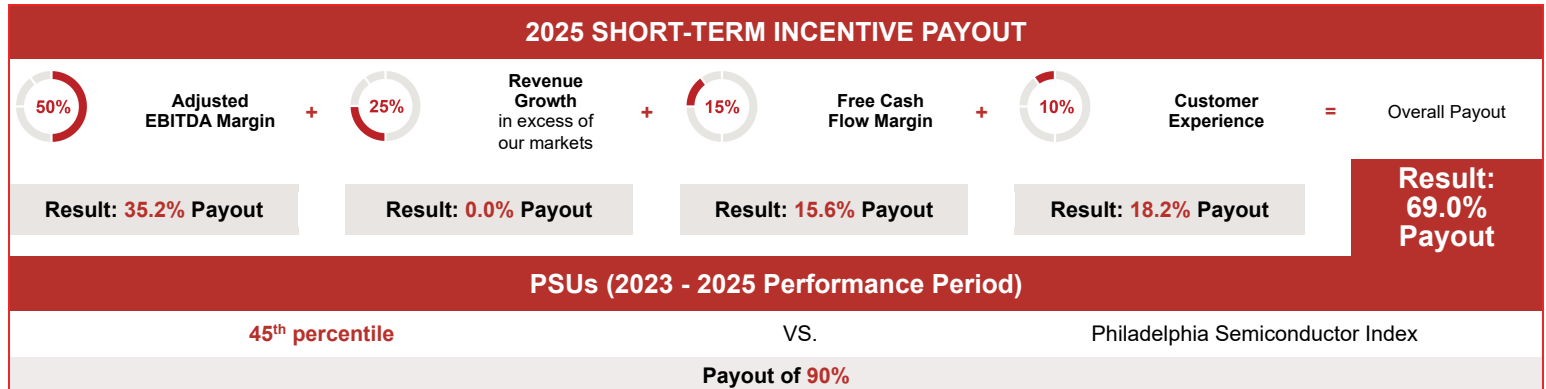 2025 SHORT-TERM INCENTIVE PAYOUT
50%
Adjusted
EBITDA Margin
+
25%
Revenue
Growth
in excess of
our markets
+
15%
Free Cash
Flow Margin
+
10%
Customer
Experience
=
Overall Payout
Result: 35.2% Payout
Result: 0.0% Payout
Result: 15.6% Payout
Result: 18.2% Payout
Result:
69.0%
Payout
PSUs (2023 - 2025 Performance Period)
45th percentile
VS.
Philadelphia Semiconductor Index
Payout of 90%